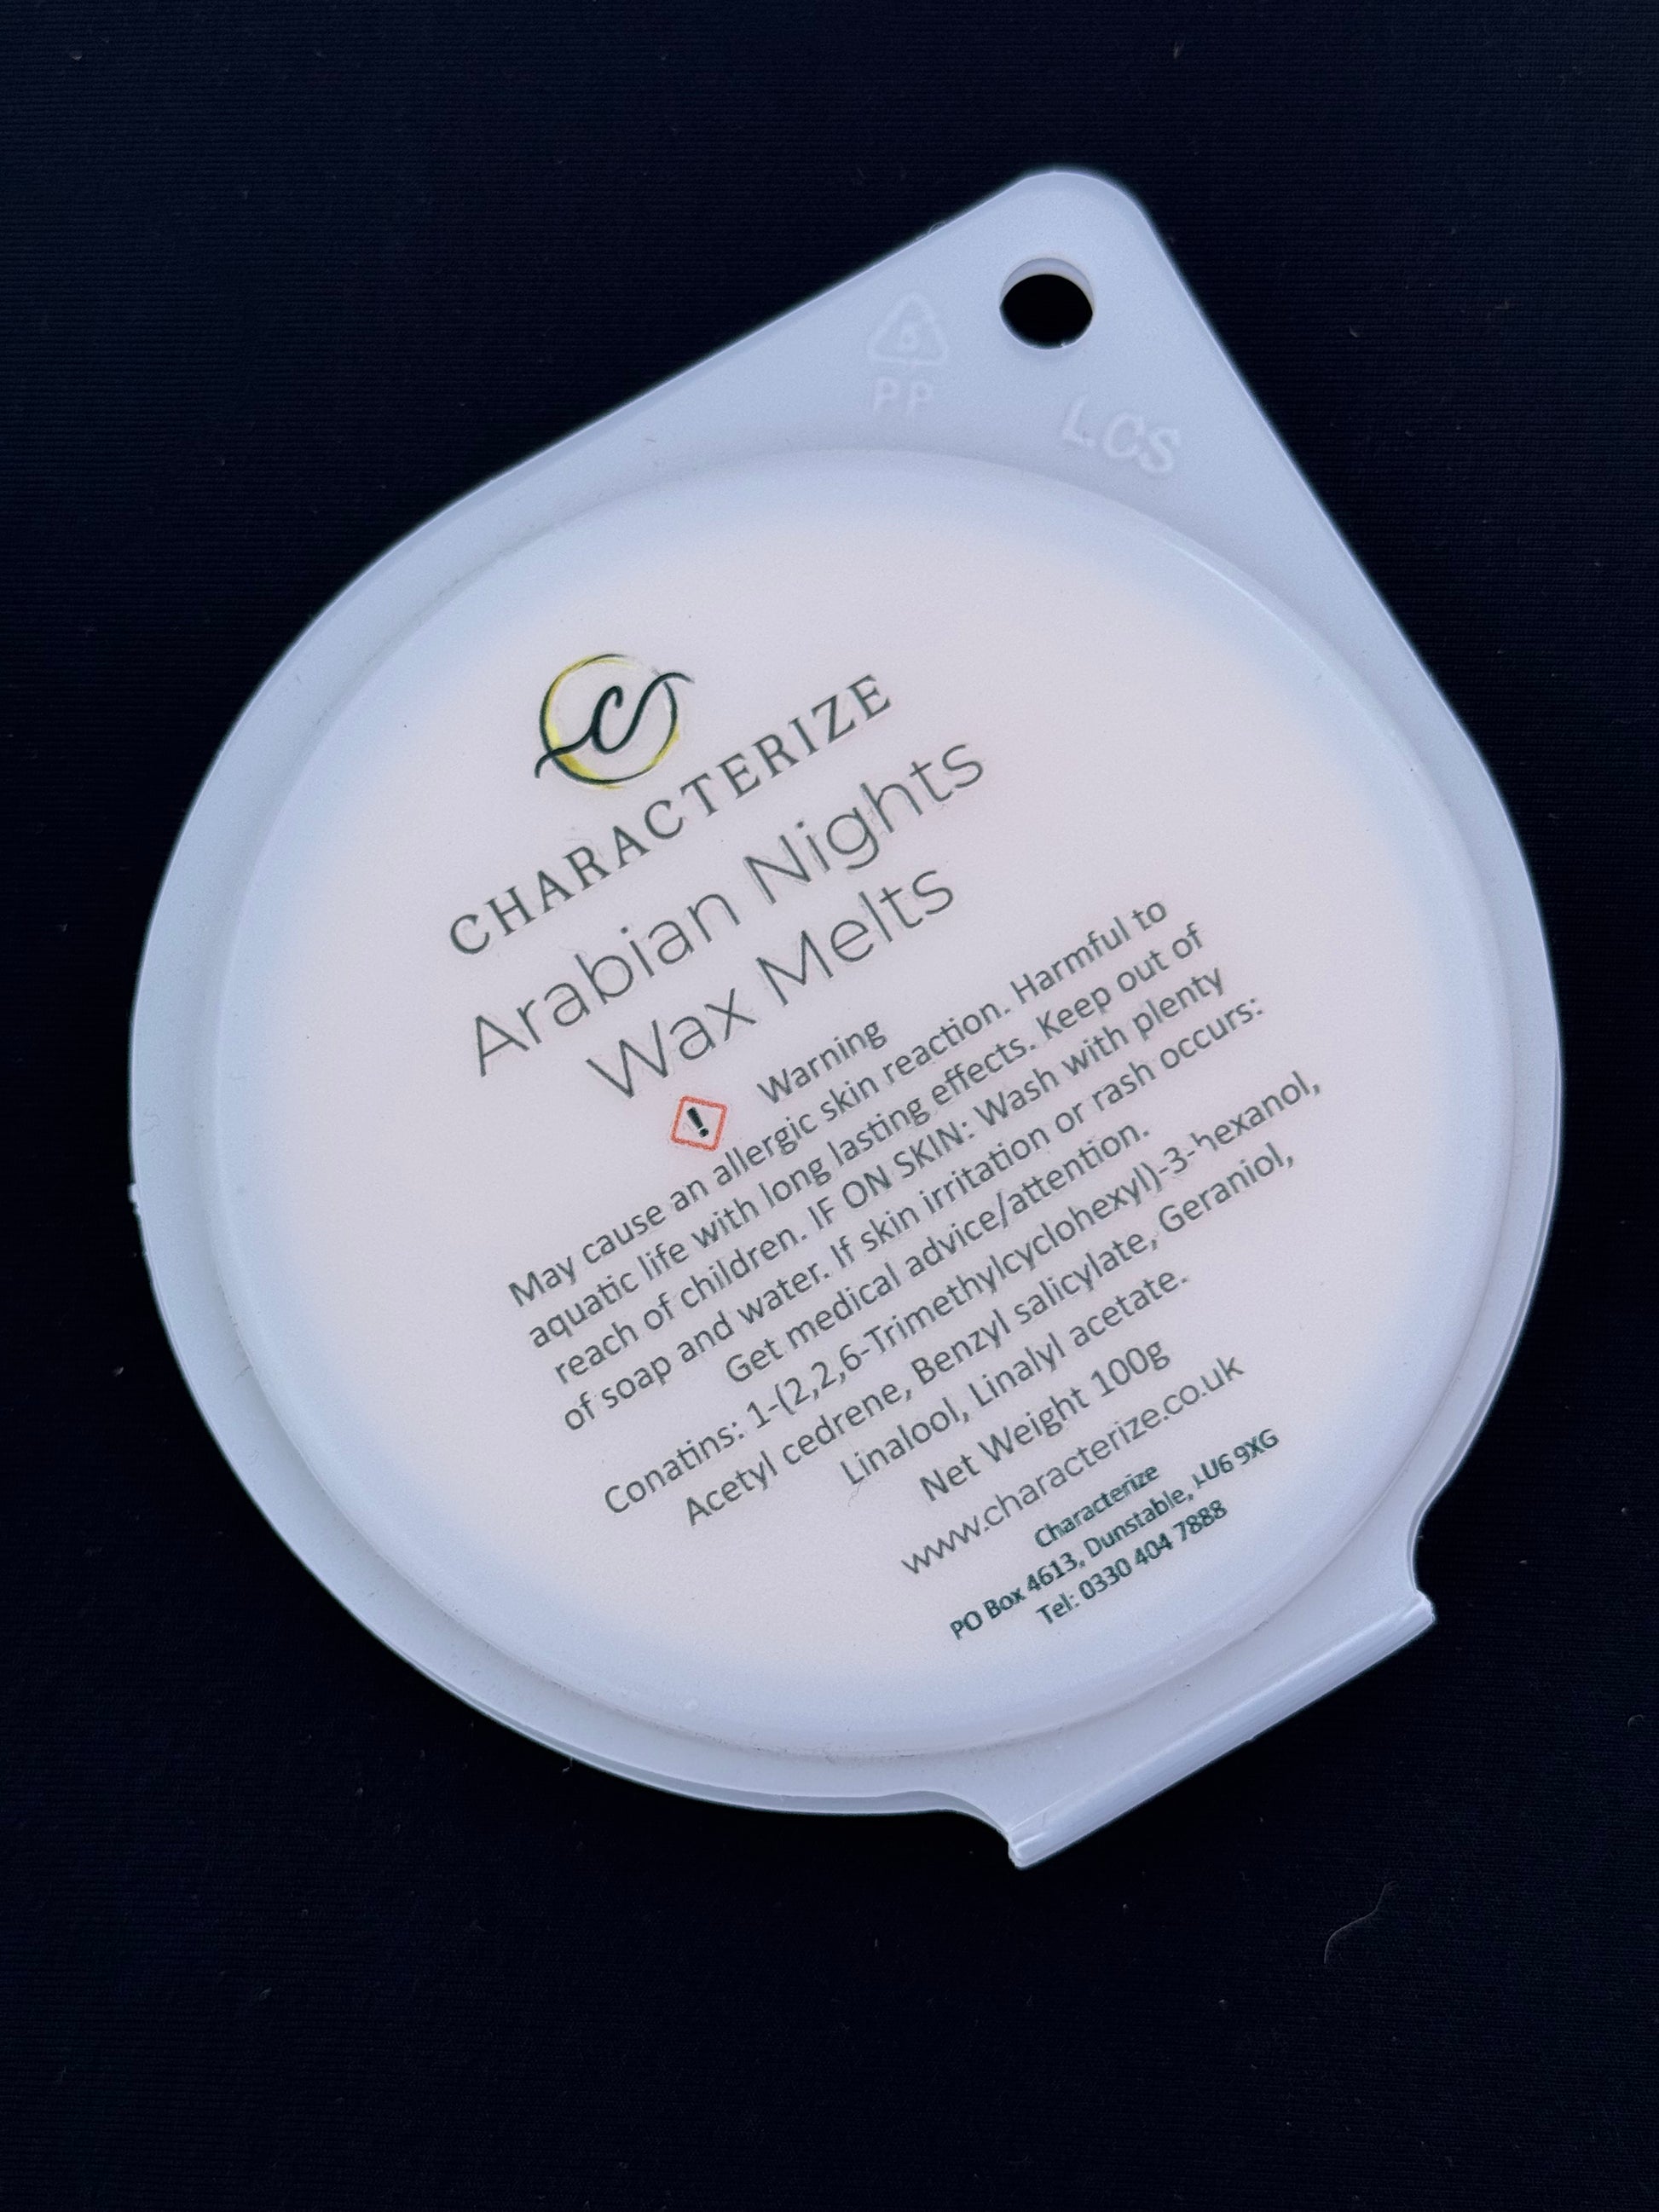 5
PP
LCS
C
CHARACTERIZE
Arabian Nights
Wax Melts
Warning
!
May cause an allergic skin reaction. Harmful to
aquatic life with long lasting effects. Keep out of
reach of children. IF ON SKIN: Wash with plenty
of soap and water. If skin irritation or rash occurs:
Get medical advice/attention.
Conatins: 1-(2,2,6-Trimethylcyclohexyl)-3-hexanol,
Acetyl cedrene, Benzyl salicylate, Geraniol,
Linalool, Linalyl acetate.
Net Weight 100g
www.characterize.co.uk
Characterize
PO Box 4613, Dunstable, LU6 9XG
Tel: 0330 404 7888